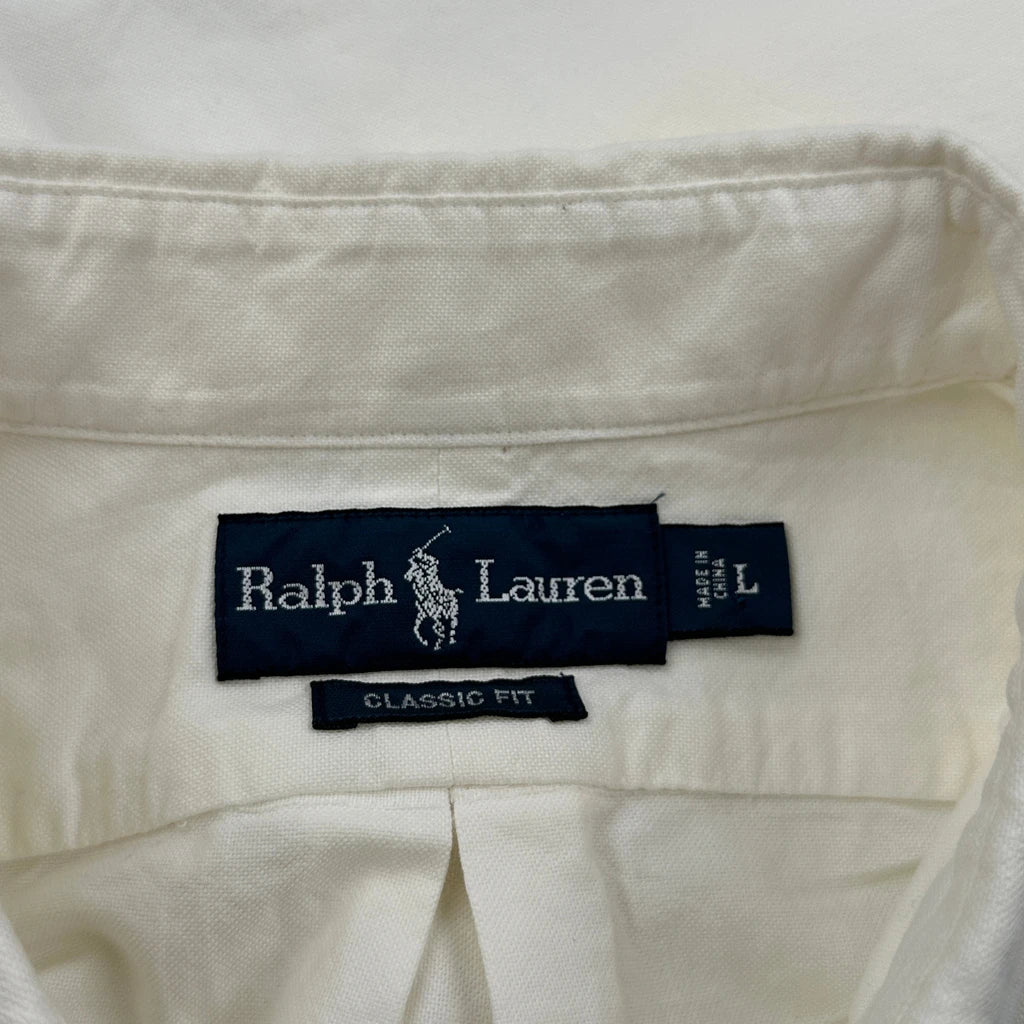 Ralph Lauren
MADE IN
CHINA
L
CLASSIC FIT